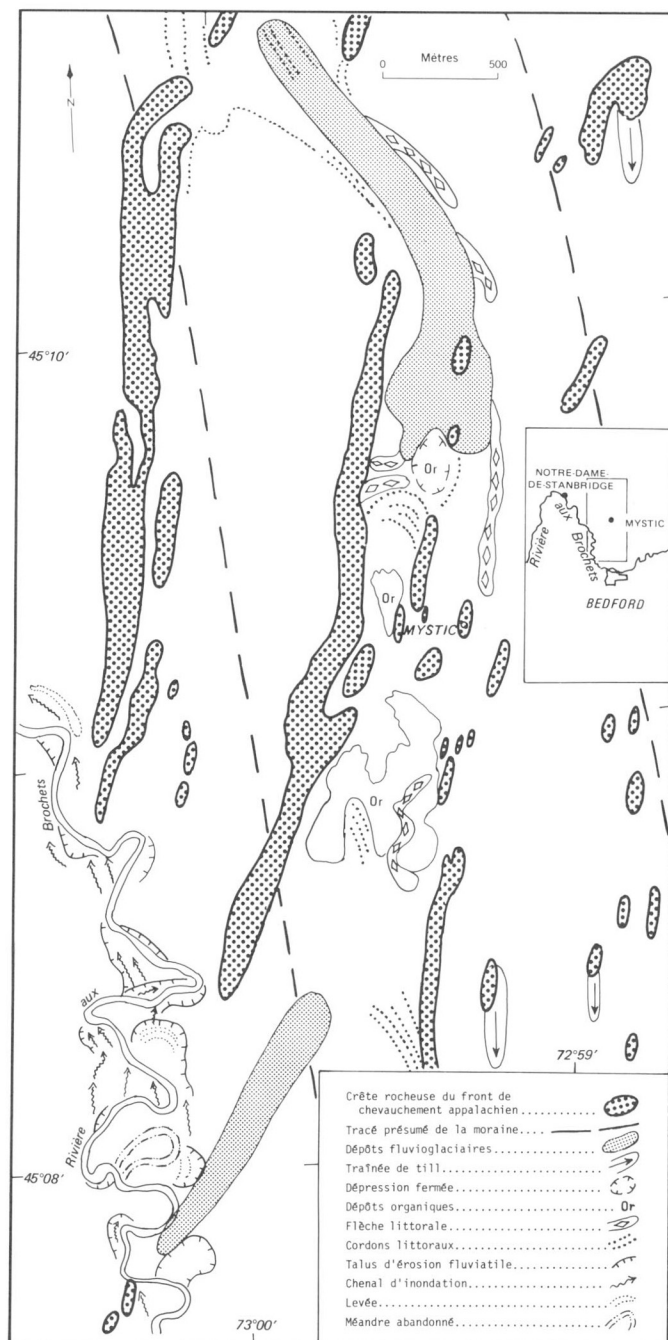 Métres
0 500
N
45°10'
NOTRE-DAME-
DE-STANBRIDGE
MYSTIC
Rivière
aux
Brochets
BEDFORD
Or
Or
MYSTIC
Or
Brochets
aux
Rivière
72°59'
45°08'
73°00'
Crête rocheuse du front de
chevauchement appalachien
Tracé présumé de la moraine
Dépôts fluvioglaciaires
Traînée de till
Dépression fermée
Dépôts organiques Or
Flèche littorale
Cordons littoraux
Talus d'érosion fluviatile
Chenal d'inondation
Levée
Méandre abandonné